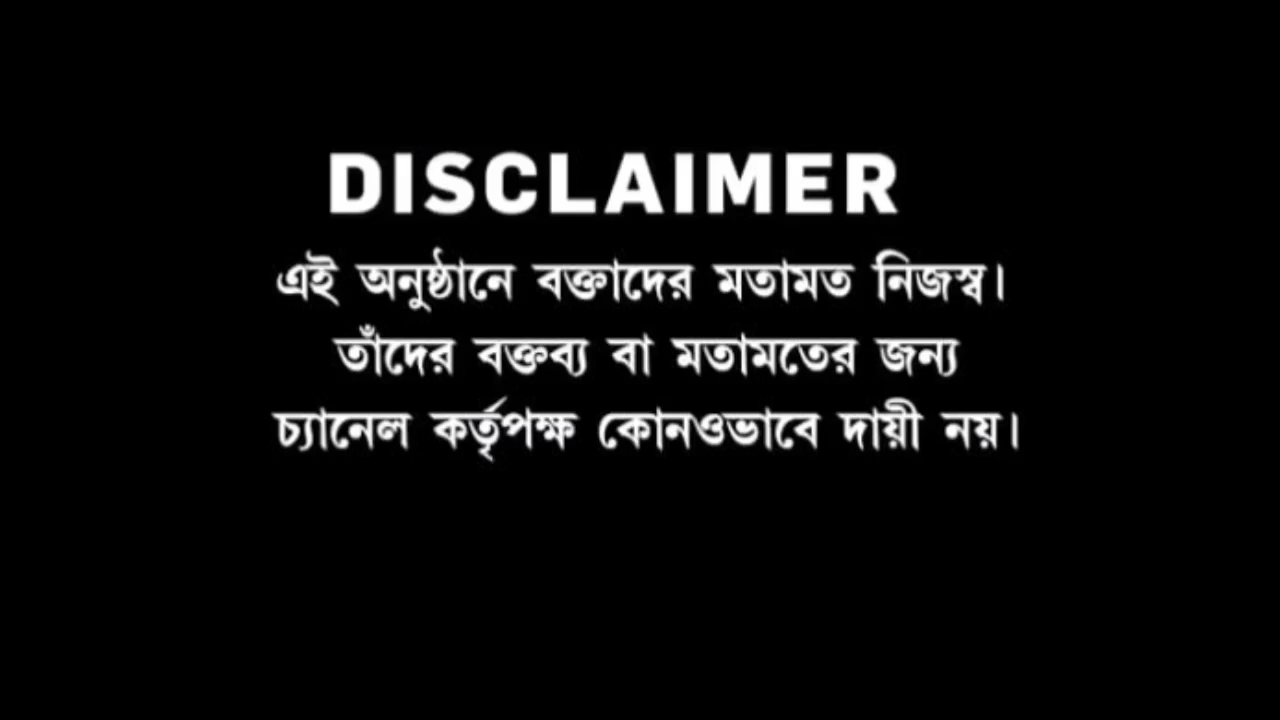 DISCLAIMER
এই অনুষ্ঠানে বক্তাদের মতামত নিজস্ব।
তাঁদের বক্তব্য বা মতামতের জন্য
চ্যানেল কর্তৃপক্ষ কোনওভাবে দায়ী নয়।